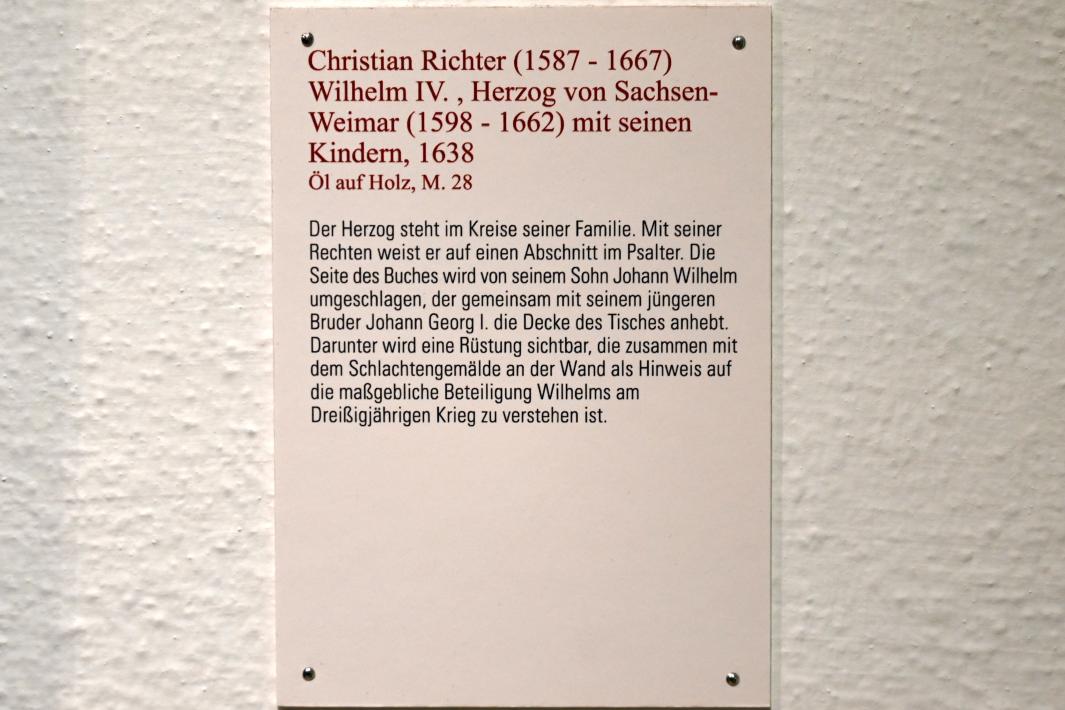 Christian Richter (1587 - 1667)
Wilhelm IV. , Herzog von Sachsen-
Weimar (1598 - 1662) mit seinen
Kindern, 1638
Öl auf Holz, M. 28
Der Herzog steht im Kreise seiner Familie. Mit seiner
Rechten weist er auf einen Abschnitt im Psalter. Die
Seite des Buches wird von seinem Sohn Johann Wilhelm
umgeschlagen, der gemeinsam mit seinem jüngeren
Bruder Johann Georg I. die Decke des Tisches anhebt.
Darunter wird eine Rüstung sichtbar, die zusammen mit
dem Schlachtengemälde an der Wand als Hinweis auf
die maßgebliche Beteiligung Wilhelms am
Dreißigjährigen Krieg zu verstehen ist.